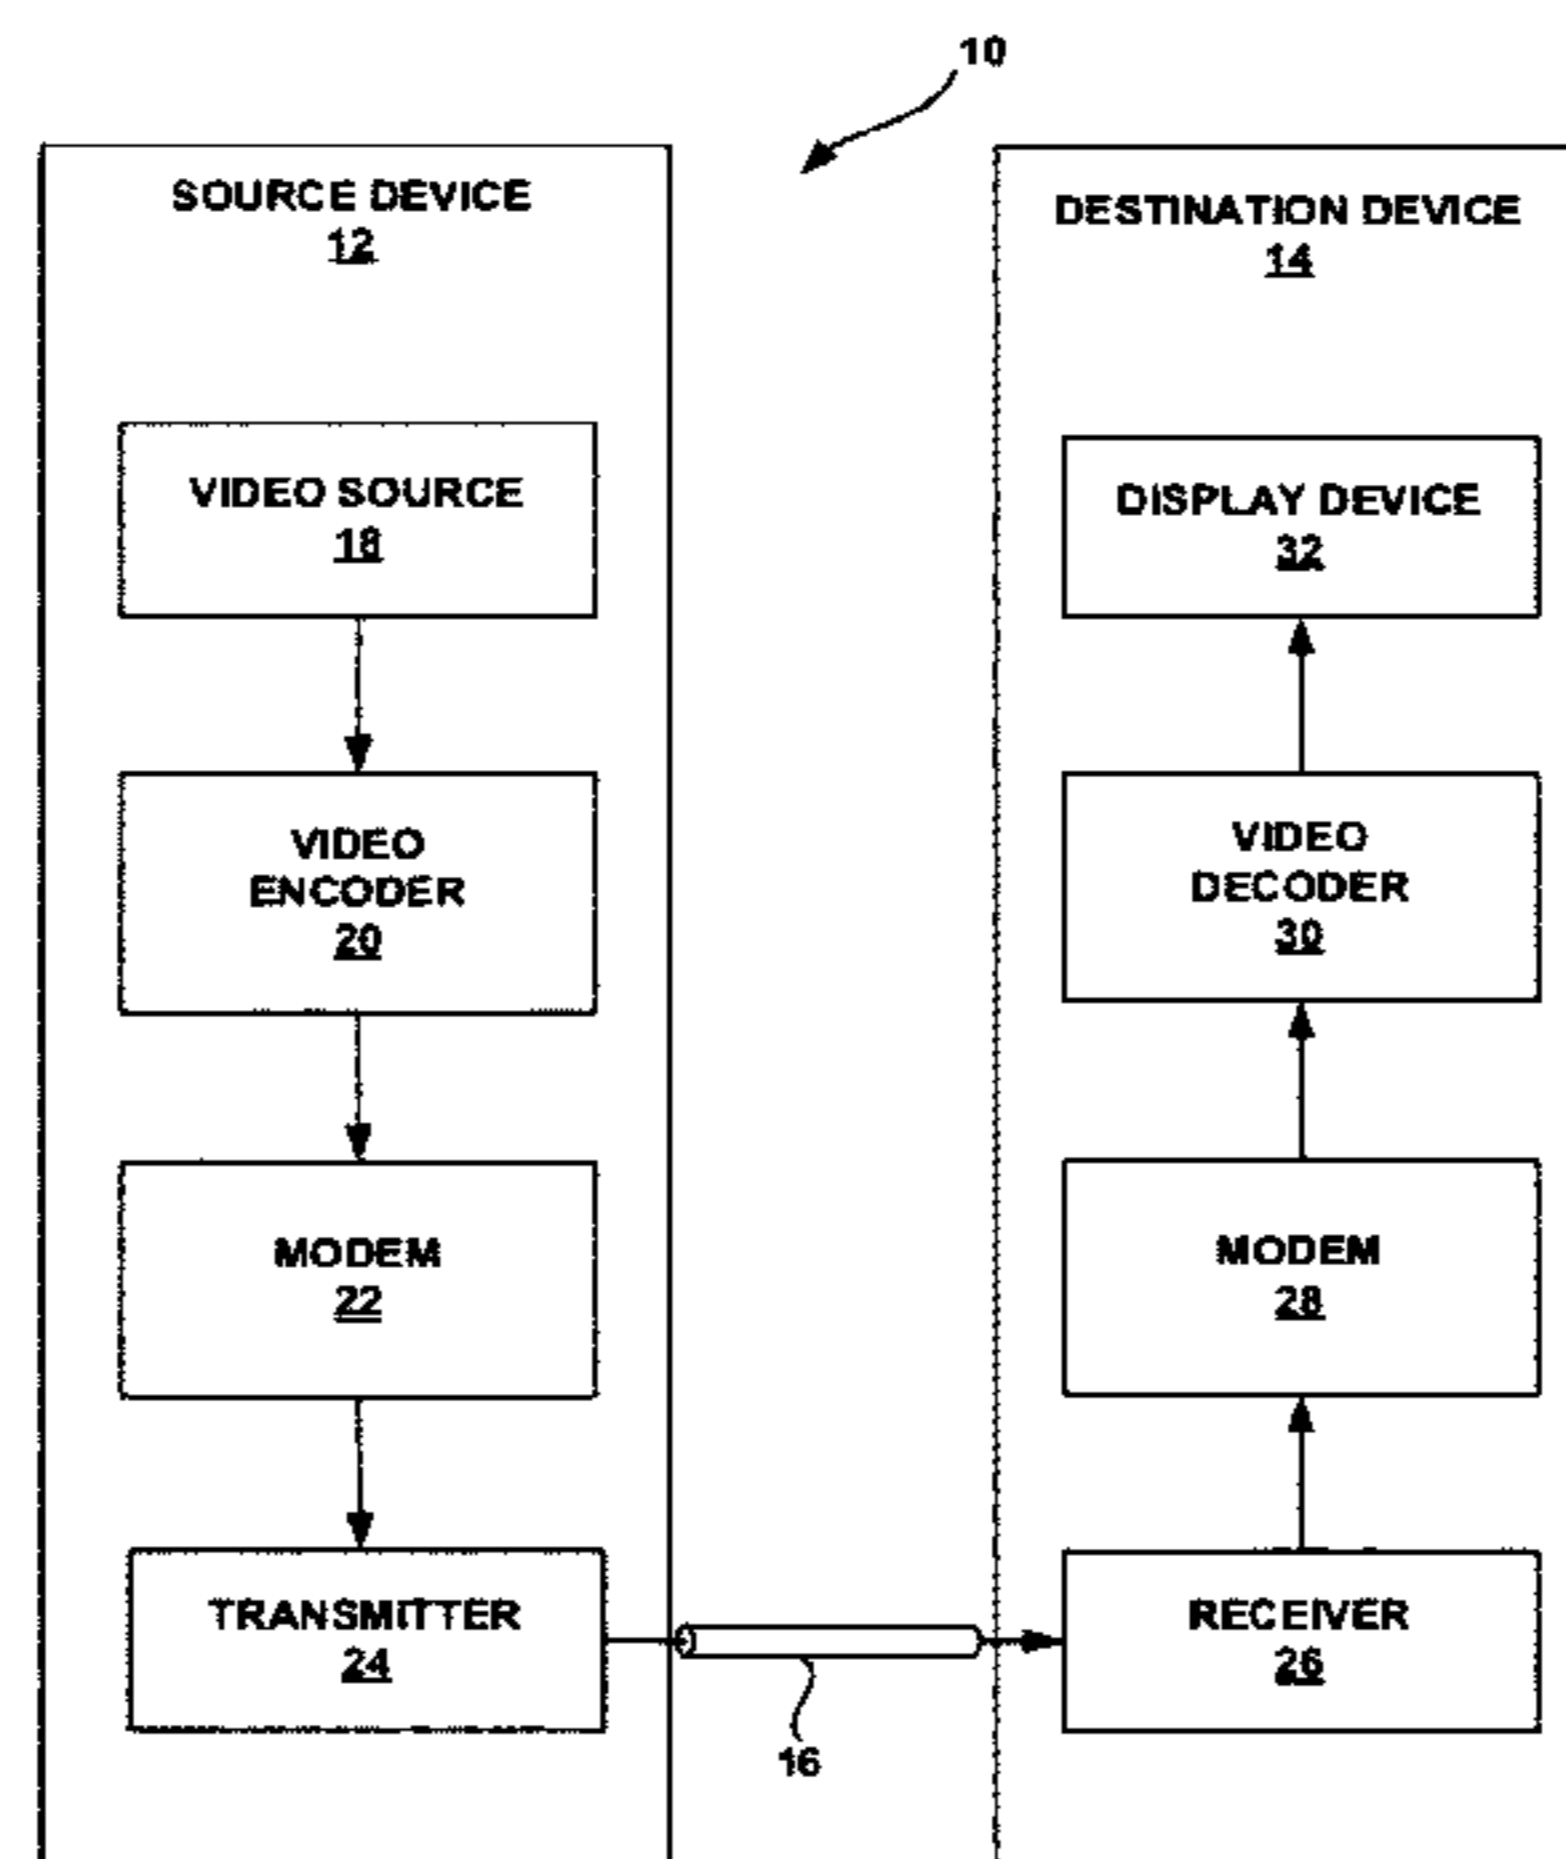 10
SOURCE DEVICE
12
VIDEO SOURCE
18
VIDEO
ENCODER
20
MODEM
22
TRANSMITTER
24
16
DESTINATION DEVICE
14
DISPLAY DEVICE
32
VIDEO
DECODER
30
MODEM
28
RECEIVER
26